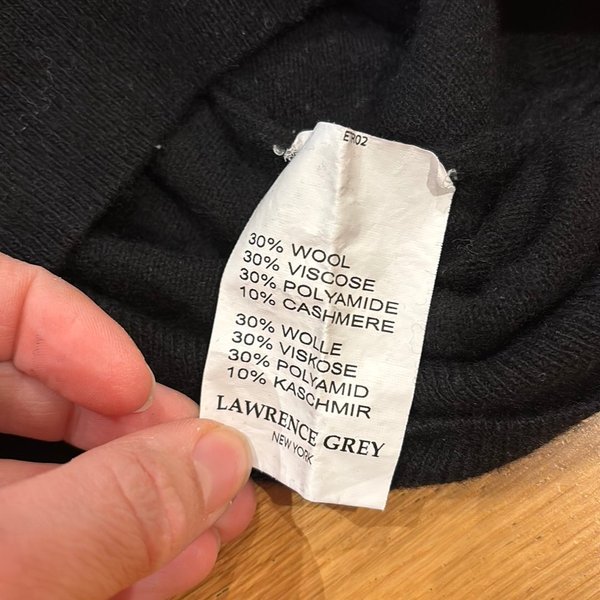 30% WOOL
30% VISCOSE
30% POLYAMIDE
10% CASHMERE
30% WOLLE
30% VISKOSE
30% POLYAMID
10% KASCHMIR
LAWRENCE GREY
NEW YORK